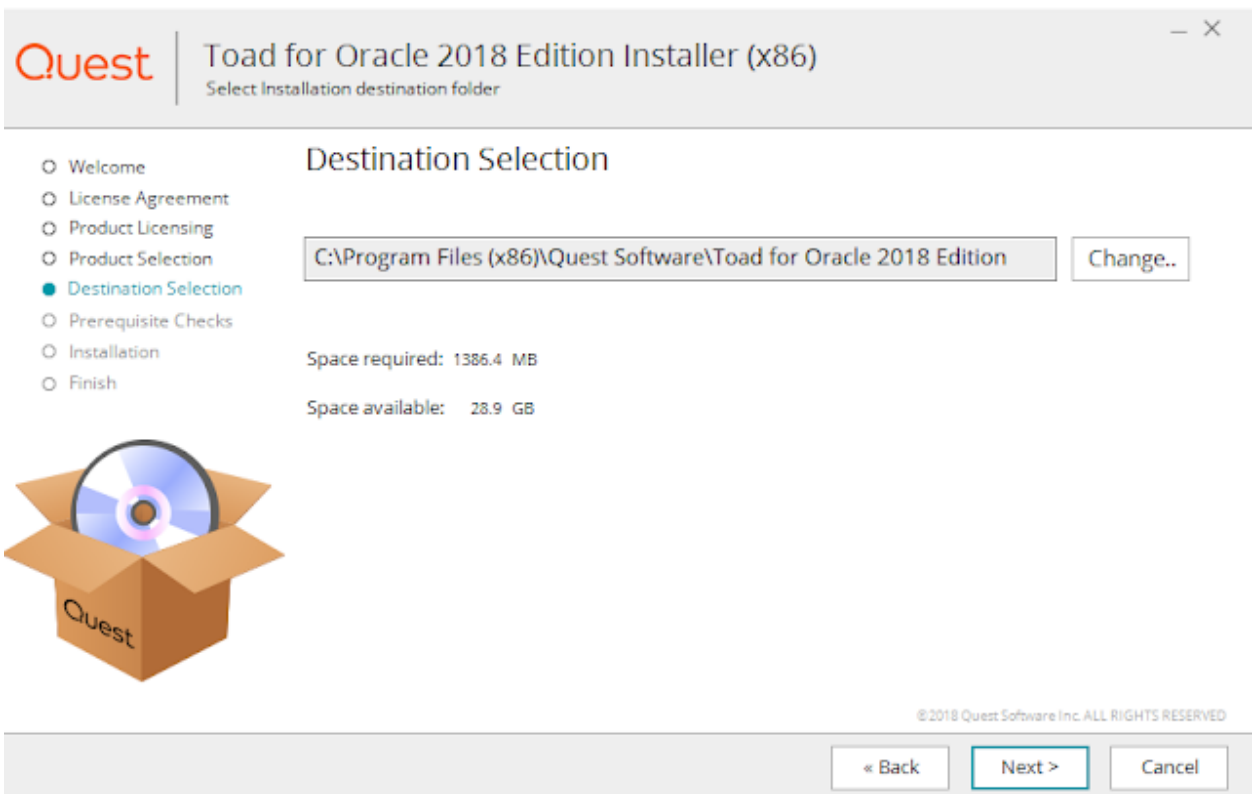 Quest
Toad for Oracle 2018 Edition Installer (x86)
Select Installation destination folder
Welcome
License Agreement
Product Licensing
Product Selection
Destination Selection
Prerequisite Checks
Installation
Finish
Quest
Destination Selection
C:\Program Files (x86)\Quest Software\Toad for Oracle 2018 Edition
Change..
Space required: 1386.4 MB
Space available: 28.9 GB
©2018 Quest Software Inc. ALL RIGHTS RESERVED
« Back
Next >
Cancel